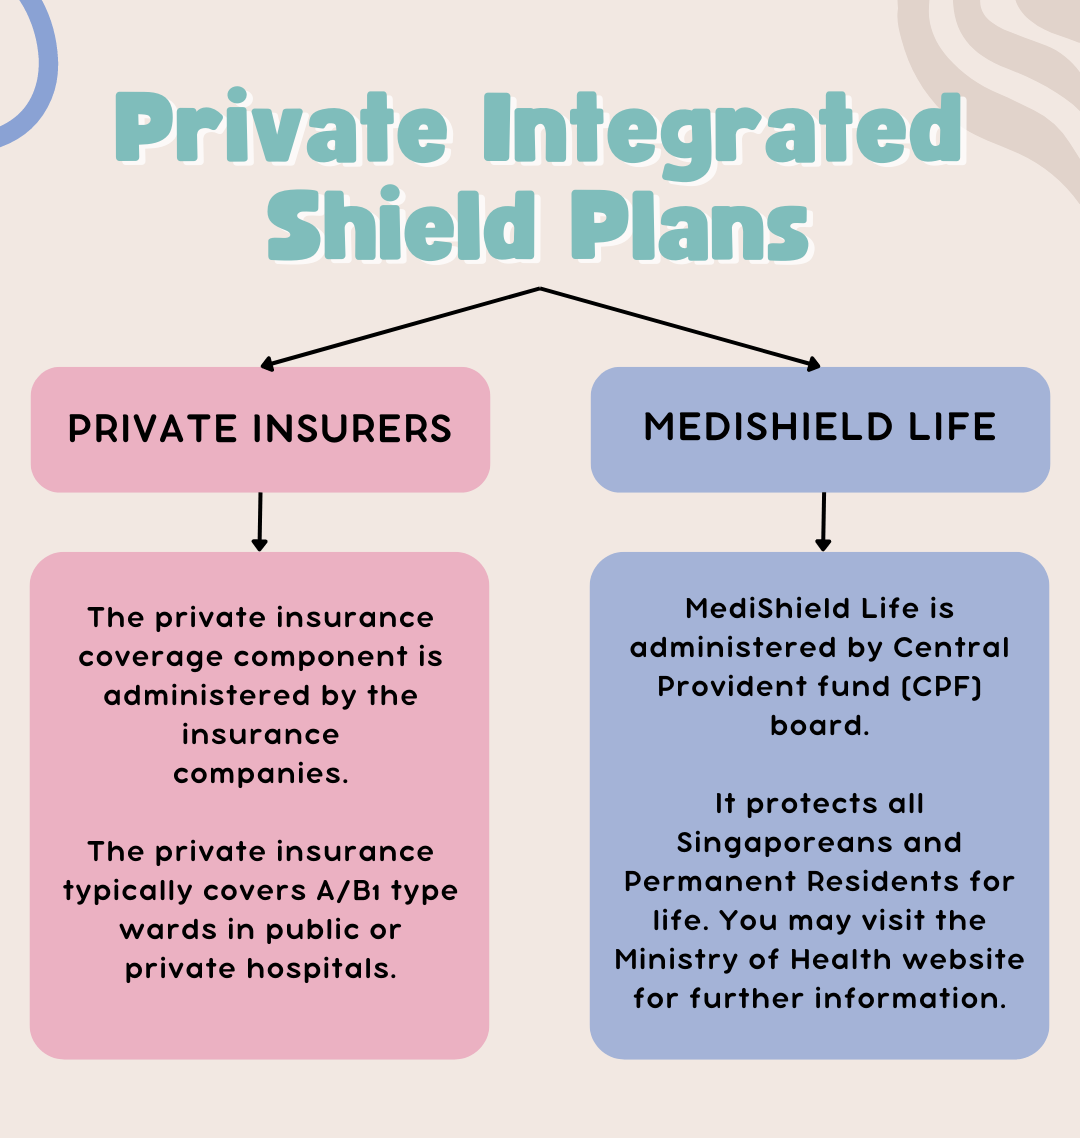 Private Integrated
Shield Plans
PRIVATE INSURERS
MEDISHIELD LIFE
The private insurance
coverage component is
administered by the
insurance
companies.
The private insurance
typically covers A/B1 type
wards in public or
private hospitals.
MediShield Life is
administered by Central
Provident fund (CPF)
board.
It protects all
Singaporeans and
Permanent Residents for
life. You may visit the
Ministry of Health website
for further information.